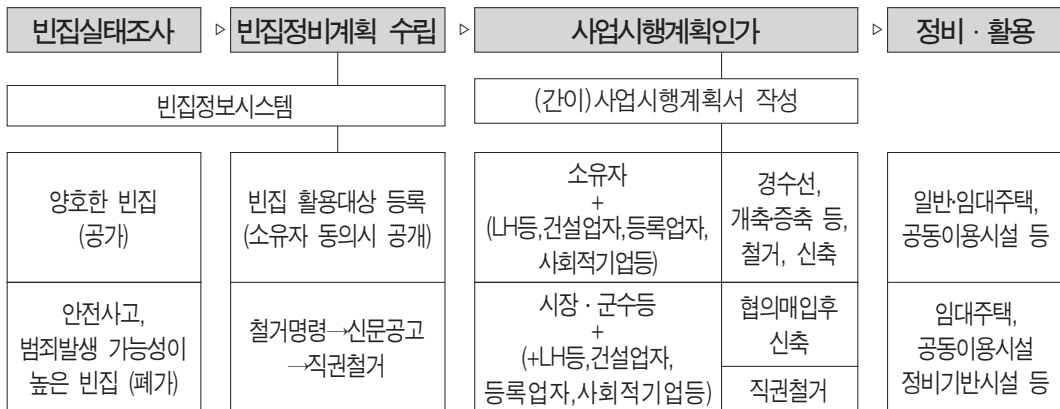 빈집실태조사 ▷ 빈집정비계획 수립 ▷ 사업시행계획인가 ▷ 정비 · 활용
빈집정보시스템
(간이)사업시행계획서 작성
양호한 빈집
(공가)
빈집 활용대상 등록
(소유자 동의시 공개)
소유자
+
(LH등,건설업자,등록업자,
사회적기업등)
경수선,
개축·증축 등,
철거, 신축
일반·임대주택,
공동이용시설 등
안전사고,
범죄발생 가능성이
높은 빈집 (폐가)
철거명령→신문공고
→직권철거
시장 · 군수등
+
(+LH등,건설업자,
등록업자,사회적기업등)
협의매입후
신축
직권철거
임대주택,
공동이용시설
정비기반시설 등